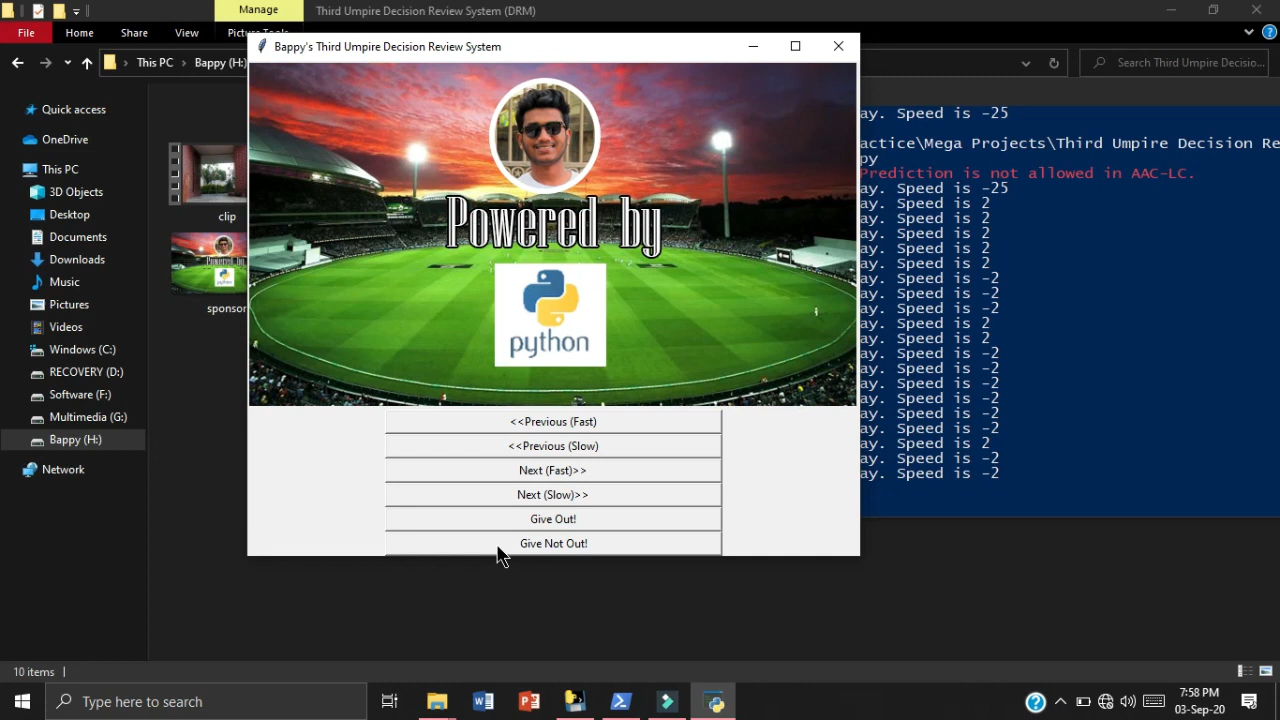 Manage
Third Umpire Decision Review System (DRM)
File
Home
Share
View
Picture Tools
Bappy's Third Umpire Decision Review System
This PC
Bappy (H:)
Search Third Umpire Decisio...
Quick access
OneDrive
This PC
3D Objects
Desktop
Documents
Downloads
Music
Pictures
Videos
Windows (C:)
RECOVERY (D:)
Software (F:)
Multimedia (G:)
Bappy (H:)
Network
clip
Powered by
python
sponsor
Powered by
python
<<Previous (Fast)
<<Previous (Slow)
Next (Fast)>>
Next (Slow)>>
Give Out!
Give Not Out!
ay. Speed is -25
actice\Mega Projects\Third Umpire Decision Re
py
Prediction is not allowed in AAC-LC.
ay. Speed is -25
ay. Speed is 2
ay. Speed is 2
ay. Speed is 2
ay. Speed is 2
ay. Speed is 2
ay. Speed is -2
ay. Speed is -2
ay. Speed is -2
ay. Speed is 2
ay. Speed is 2
ay. Speed is -2
ay. Speed is -2
ay. Speed is -2
ay. Speed is -2
ay. Speed is -2
ay. Speed is -2
ay. Speed is 2
ay. Speed is -2
ay. Speed is -2
10 items
Type here to search
7:58 PM
03-Sep-20